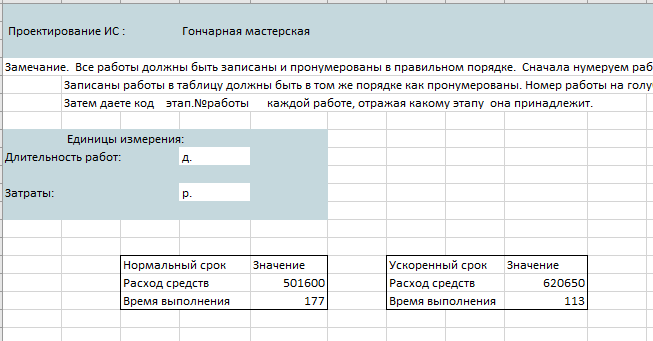 Проектирование ИС : Гончарная мастерская
Замечание. Все работы должны быть записаны и пронумерованы в правильном порядке. Сначала нумеруем
Записаны работы в таблицу должны быть в том же порядке как пронумерованы. Номер работы на
Затем даете код этап.№работы каждой работе, отражая какому этапу она принадлежит.
Единицы измерения:
Длительность работ: д.
Затраты: р.
Нормальный срок Значение Ускоренный срок Значение
Расход средств 501600 Расход средств 620650
Время выполнения 177 Время выполнения 113